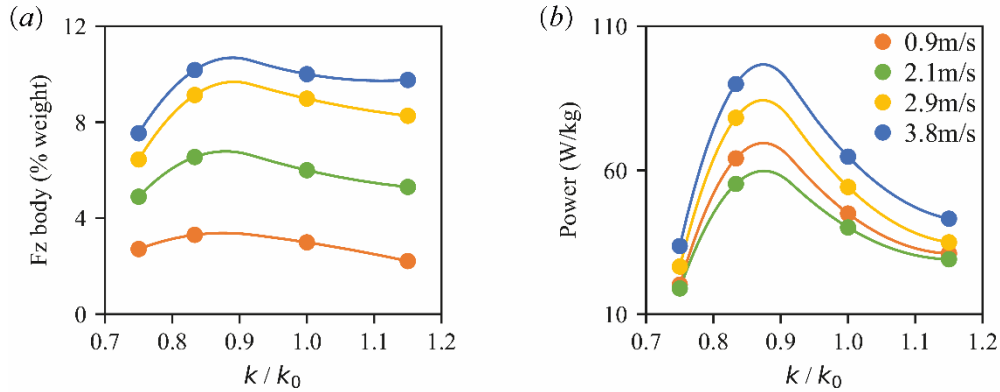 (a)
12
8
4
0
Fz body (% weight)
0.7 0.8 0.9 1.0 1.1 1.2
k / k₀
(b)
110
60
10
Power (W/kg)
0.9m/s
2.1m/s
2.9m/s
3.8m/s
0.7 0.8 0.9 1.0 1.1 1.2
k / k₀